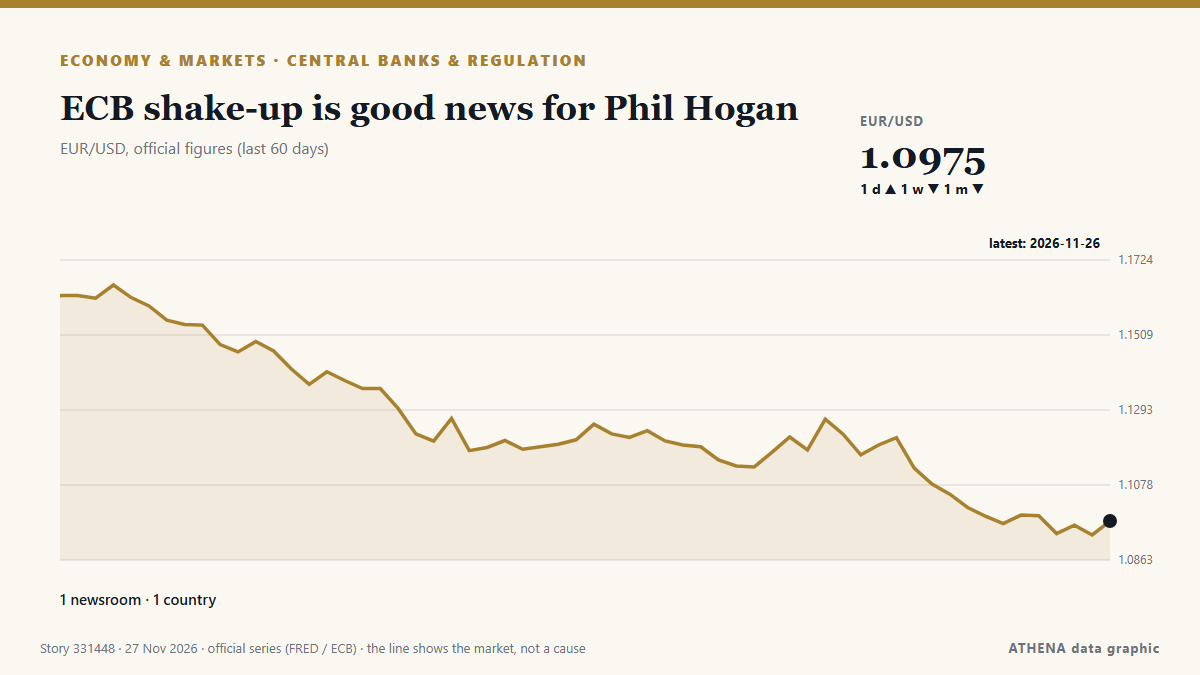 ECONOMY & MARKETS · CENTRAL BANKS & REGULATION
ECB shake-up is good news for Phil Hogan
EUR/USD, official figures (last 60 days)
EUR/USD
1.0975
1 d ▲ 1 w ▼ 1 m ▼
latest: 2026-11-26
1.1724
1.1509
1.1293
1.1078
1.0863
1 newsroom · 1 country
Story 331448 · 27 Nov 2026 · official series (FRED / ECB) · the line shows the market, not a cause
ATHENA data graphic